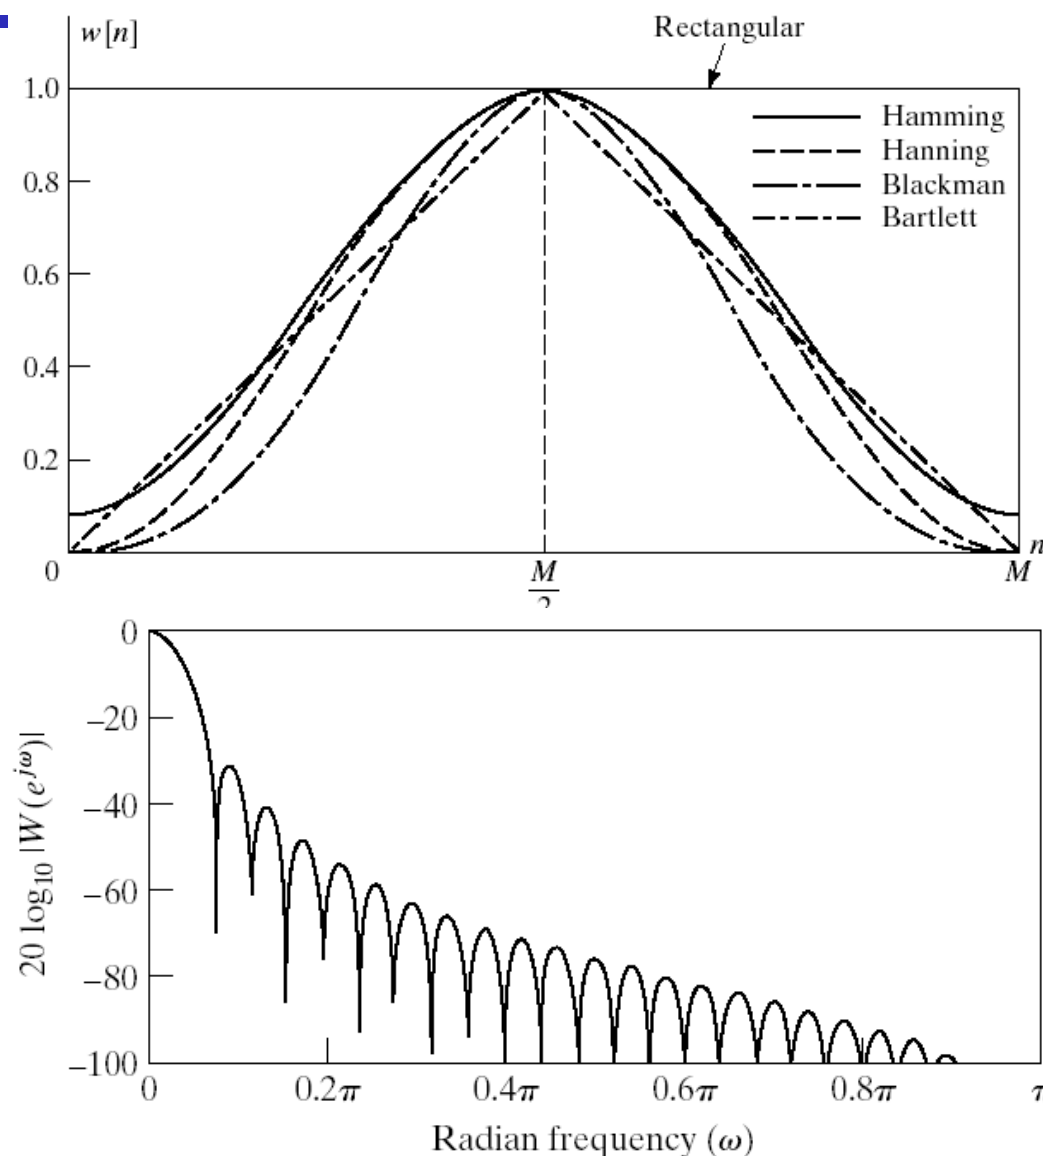 w[n]
Rectangular
1.0
Hamming
Hanning
0.8
Blackman
Bartlett
0.6
0.4
0.2
0
M
n
M
0
−20
−40
−60
−80
−100
20 log₁₀ |W(e^{jω})|
0
0.2π
0.4π
0.6π
0.8π
Radian frequency (ω)